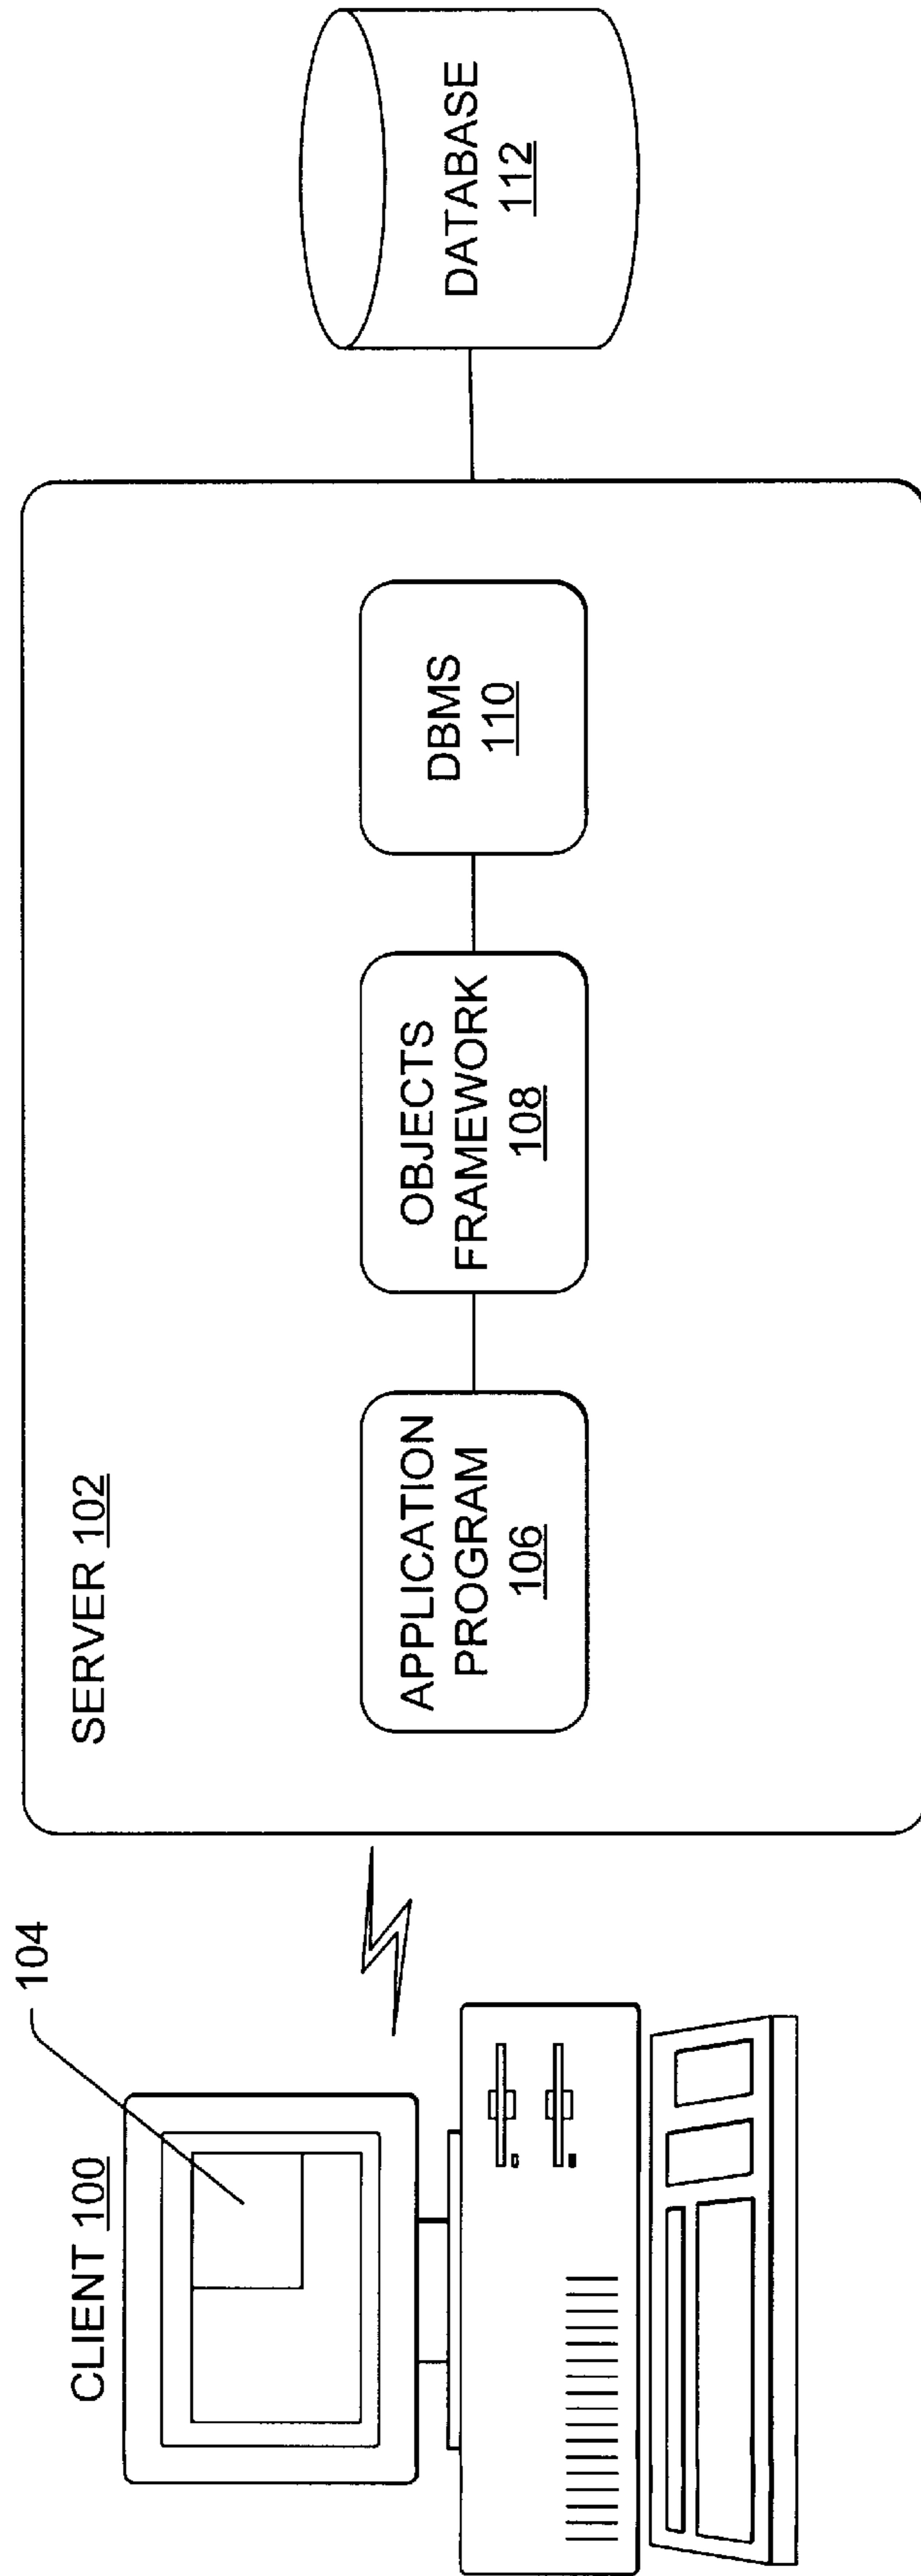 CLIENT 100
104
SERVER 102
APPLICATION
PROGRAM
106
OBJECTS
FRAMEWORK
108
DBMS
110
DATABASE
112